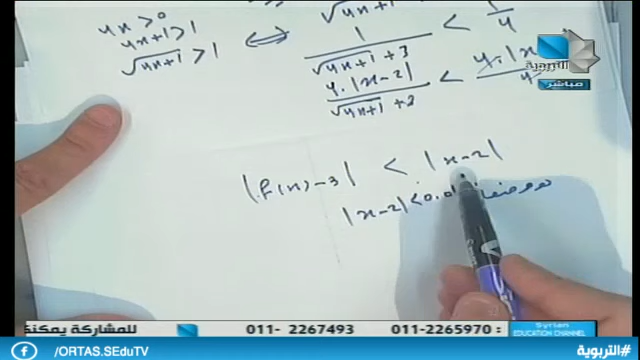 4x > 0
4x+1 > 1
√4x+1 > 1
⟺
1/(√4x+1 + 3) < 1/4
4·|x-2|/(√4x+1 + 3) < 4·|x
|f(x)-3| < |x-2|
|x-2| < 0.0
التربوية
مباشر
للمشاركة يمكنك
011- 2267493
011-2265970
Syrian
EDUCATION CHANNEL
/ORTAS.SEduTV
#التربوية